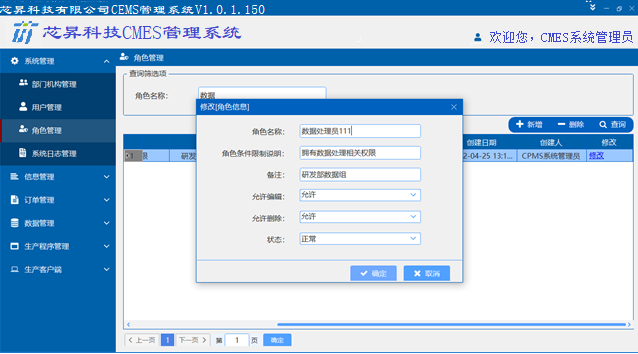 芯昇科技有限公司CEMS管理系统V1.0.1.150
芯昇科技CMES管理系统
欢迎您，CMES系统管理员
系统管理
部门机构管理
用户管理
角色管理
系统日志管理
信息管理
订单管理
数据管理
生产程序管理
生产客户端
角色管理
查询筛选项
角色名称：
数据
新增
删除
查询
创建日期
创建人
修改
限
研发
2-04-25 13:1...
CPMS系统管理员
修改
修改[角色信息]
角色名称：
数据处理员111
角色条件限制说明：
拥有数据处理相关权限
备注：
研发部数据组
允许编辑：
允许
允许删除：
允许
状态：
正常
确定
取消
上一页
1
下一页
第
1
页
确定